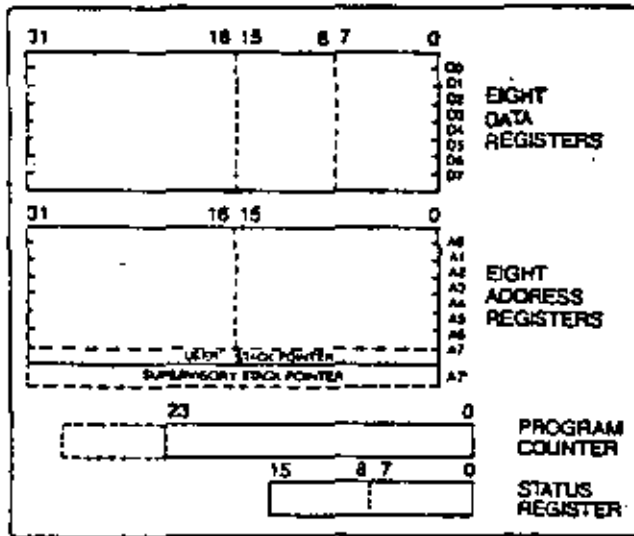 31 16 15 8 7 0
D0
D1
D2
D3
D4
D5
D6
D7
EIGHT
DATA
REGISTERS
31 16 15 0
A0
A1
A2
A3
A4
A5
A6
A7
EIGHT
ADDRESS
REGISTERS
USER STACK POINTER
SUPERVISORY STACK POINTER
A7'
23 0
PROGRAM
COUNTER
15 8 7 0
STATUS
REGISTER